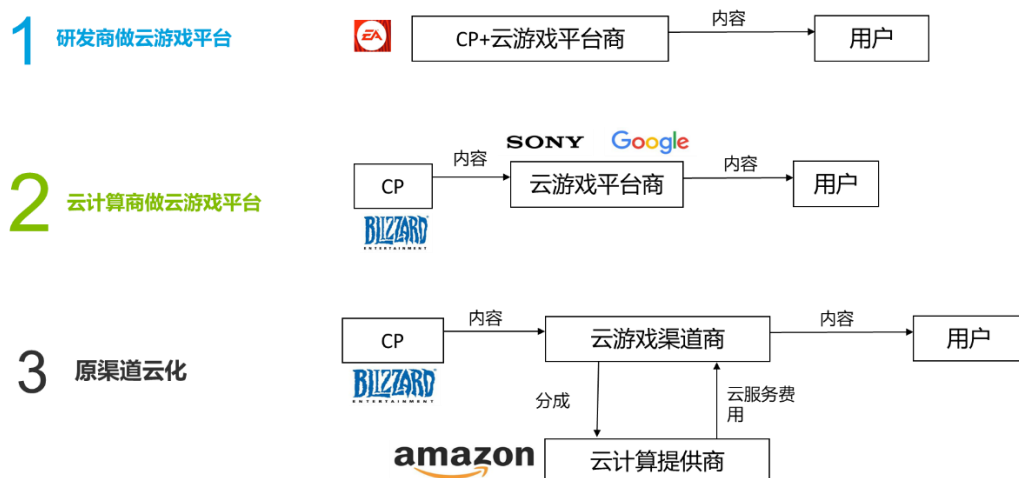 1 研发商做云游戏平台
EA
CP+云游戏平台商
内容
用户
2 云计算商做云游戏平台
CP
BLIZZARD
ENTERTAINMENT
内容
SONY Google
云游戏平台商
内容
用户
3 原渠道云化
CP
BLIZZARD
ENTERTAINMENT
内容
云游戏渠道商
内容
用户
分成
云服务费
用
amazon
云计算提供商